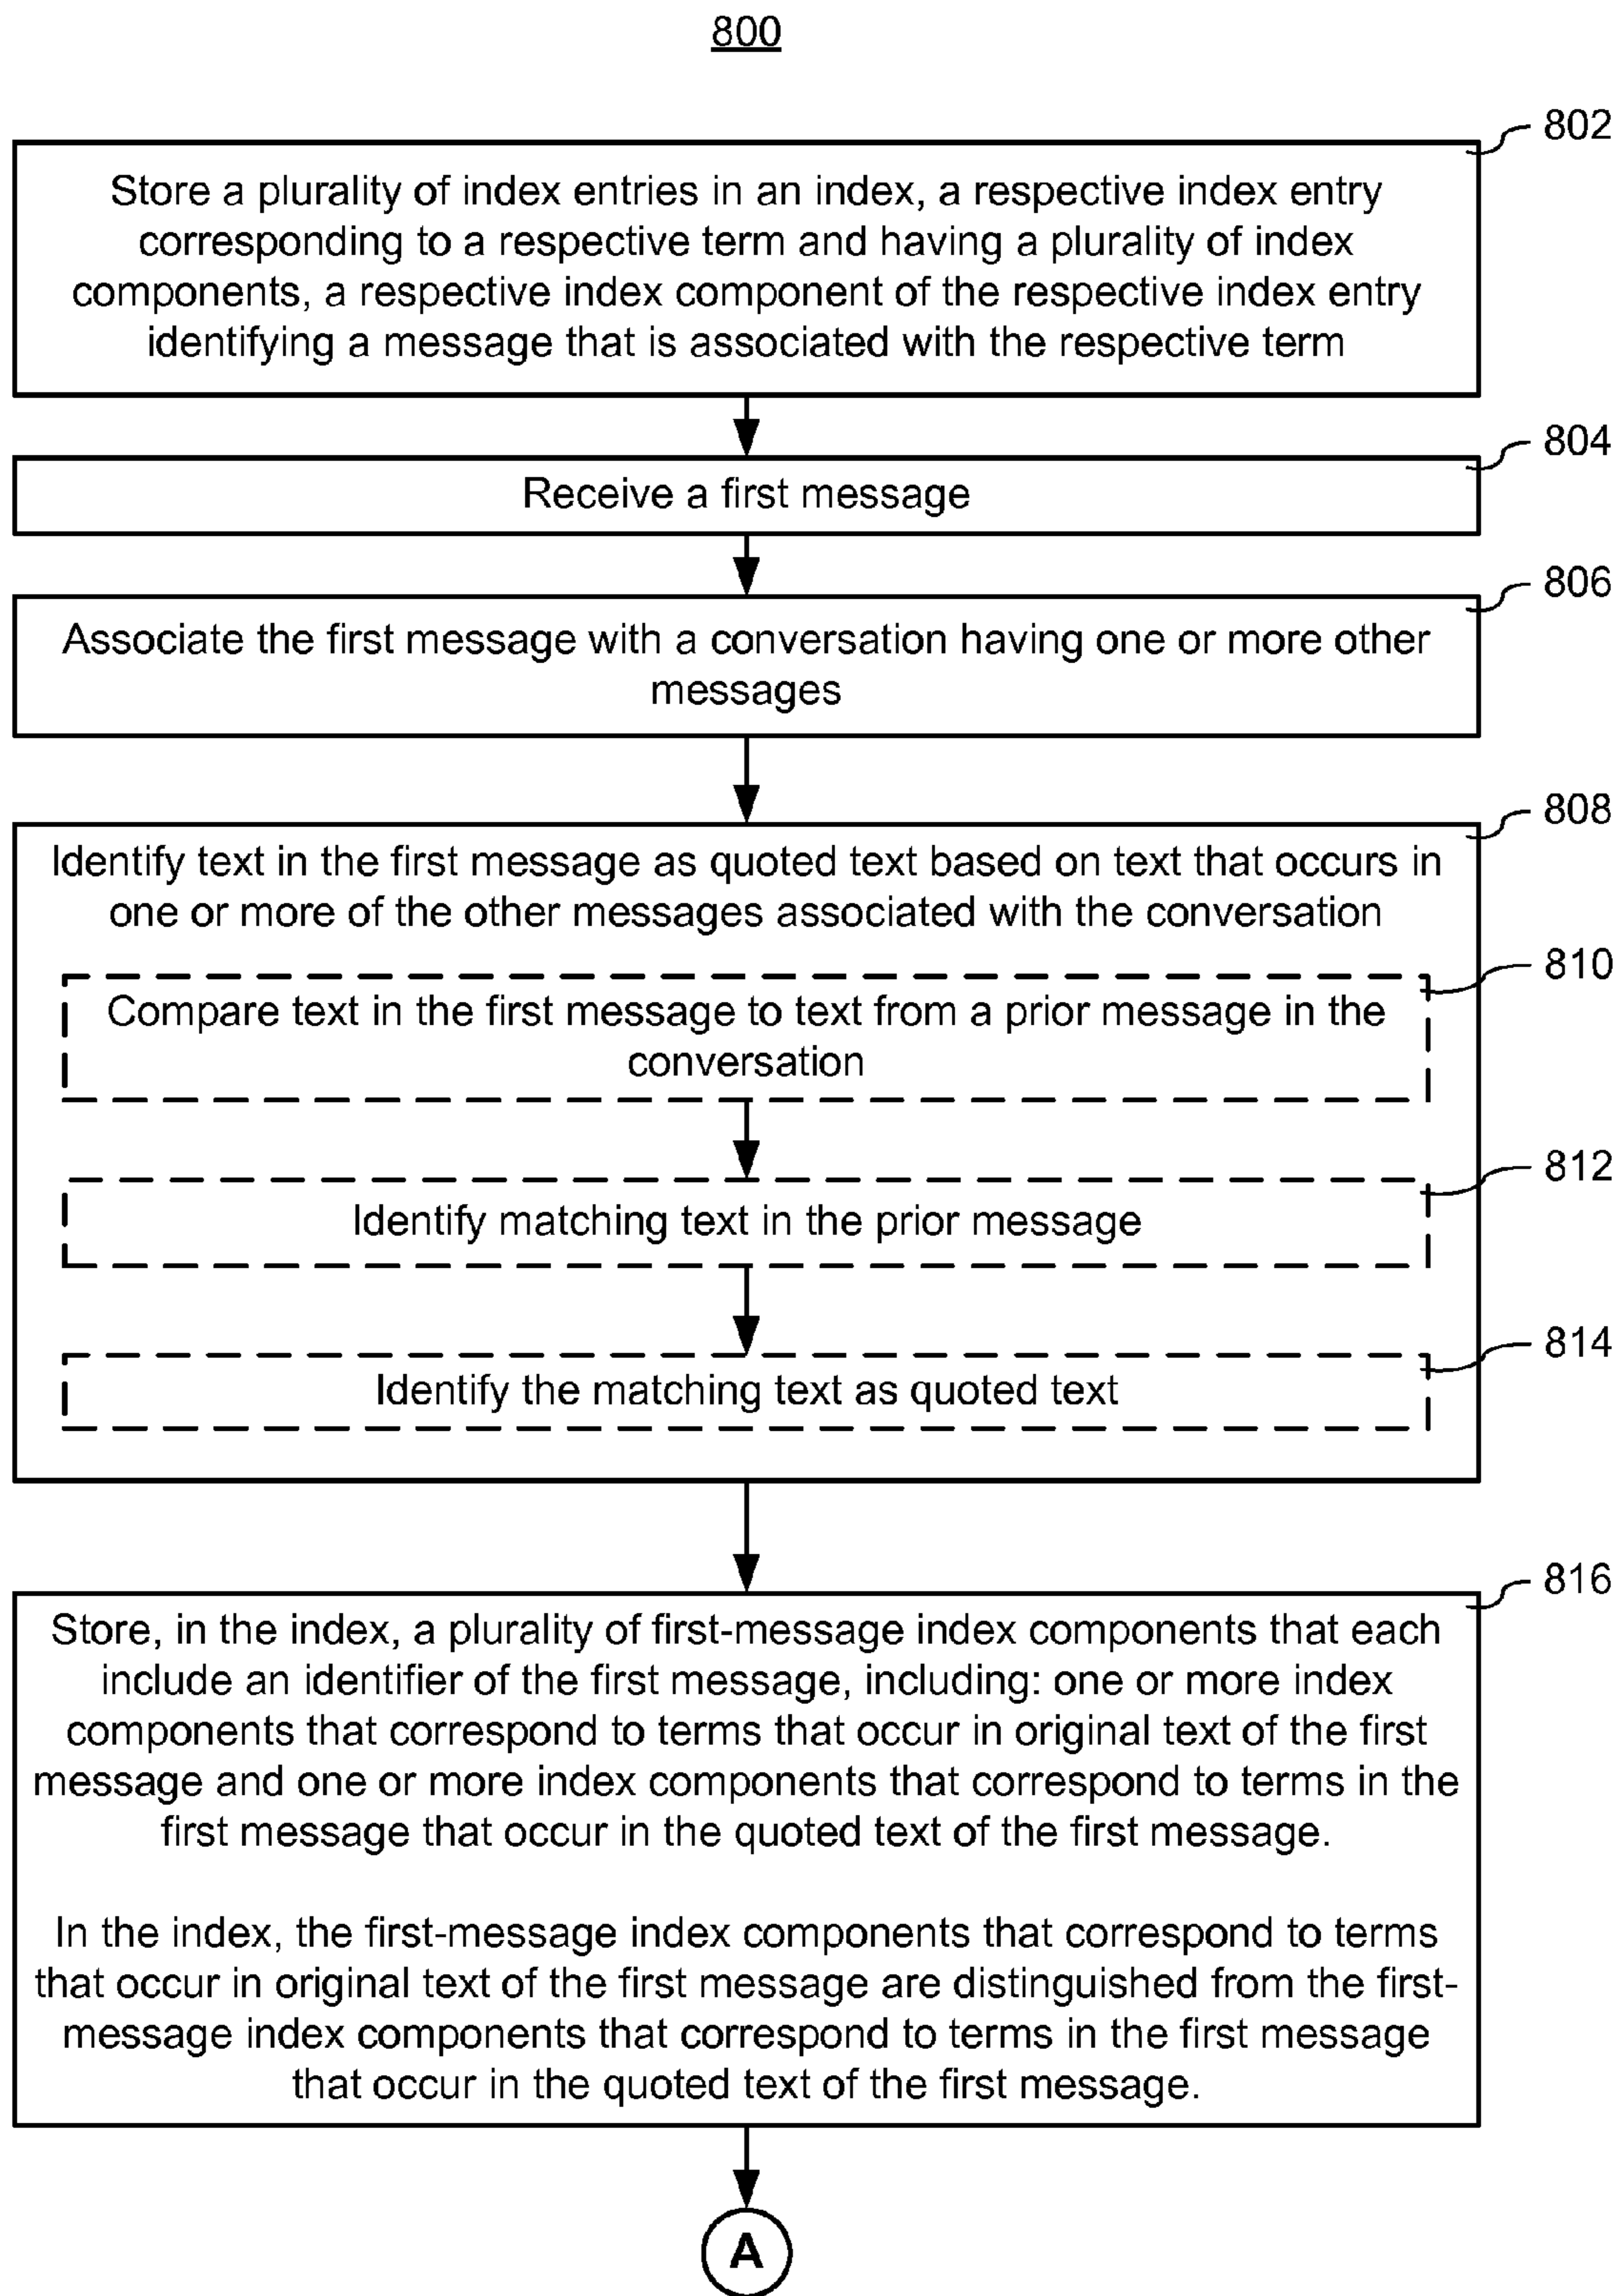 800
802
Store a plurality of index entries in an index, a respective index entry
corresponding to a respective term and having a plurality of index
components, a respective index component of the respective index entry
identifying a message that is associated with the respective term
804
Receive a first message
806
Associate the first message with a conversation having one or more other
messages
808
Identify text in the first message as quoted text based on text that occurs in
one or more of the other messages associated with the conversation
810
Compare text in the first message to text from a prior message in the
conversation
812
Identify matching text in the prior message
814
Identify the matching text as quoted text
816
Store, in the index, a plurality of first-message index components that each
include an identifier of the first message, including: one or more index
components that correspond to terms that occur in original text of the first
message and one or more index components that correspond to terms in the
first message that occur in the quoted text of the first message.
In the index, the first-message index components that correspond to terms
that occur in original text of the first message are distinguished from the first-
message index components that correspond to terms in the first message
that occur in the quoted text of the first message.
A